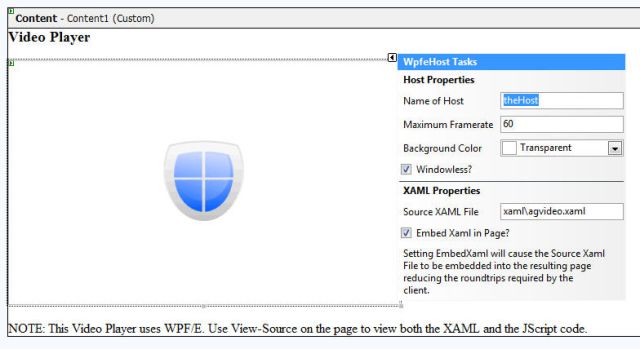 Content - Content1 (Custom)
Video Player
WpfeHost Tasks
Host Properties
Name of Host theHost
Maximum Framerate 60
Background Color Transparent
Windowless?
XAML Properties
Source XAML File xaml\agvideo.xaml
Embed Xaml in Page?
Setting EmbedXaml will cause the Source Xaml
File to be embedded into the resulting page
reducing the roundtrips required by the
client.
NOTE: This Video Player uses WPF/E. Use View-Source on the page to view both the XAML and the JScript code.